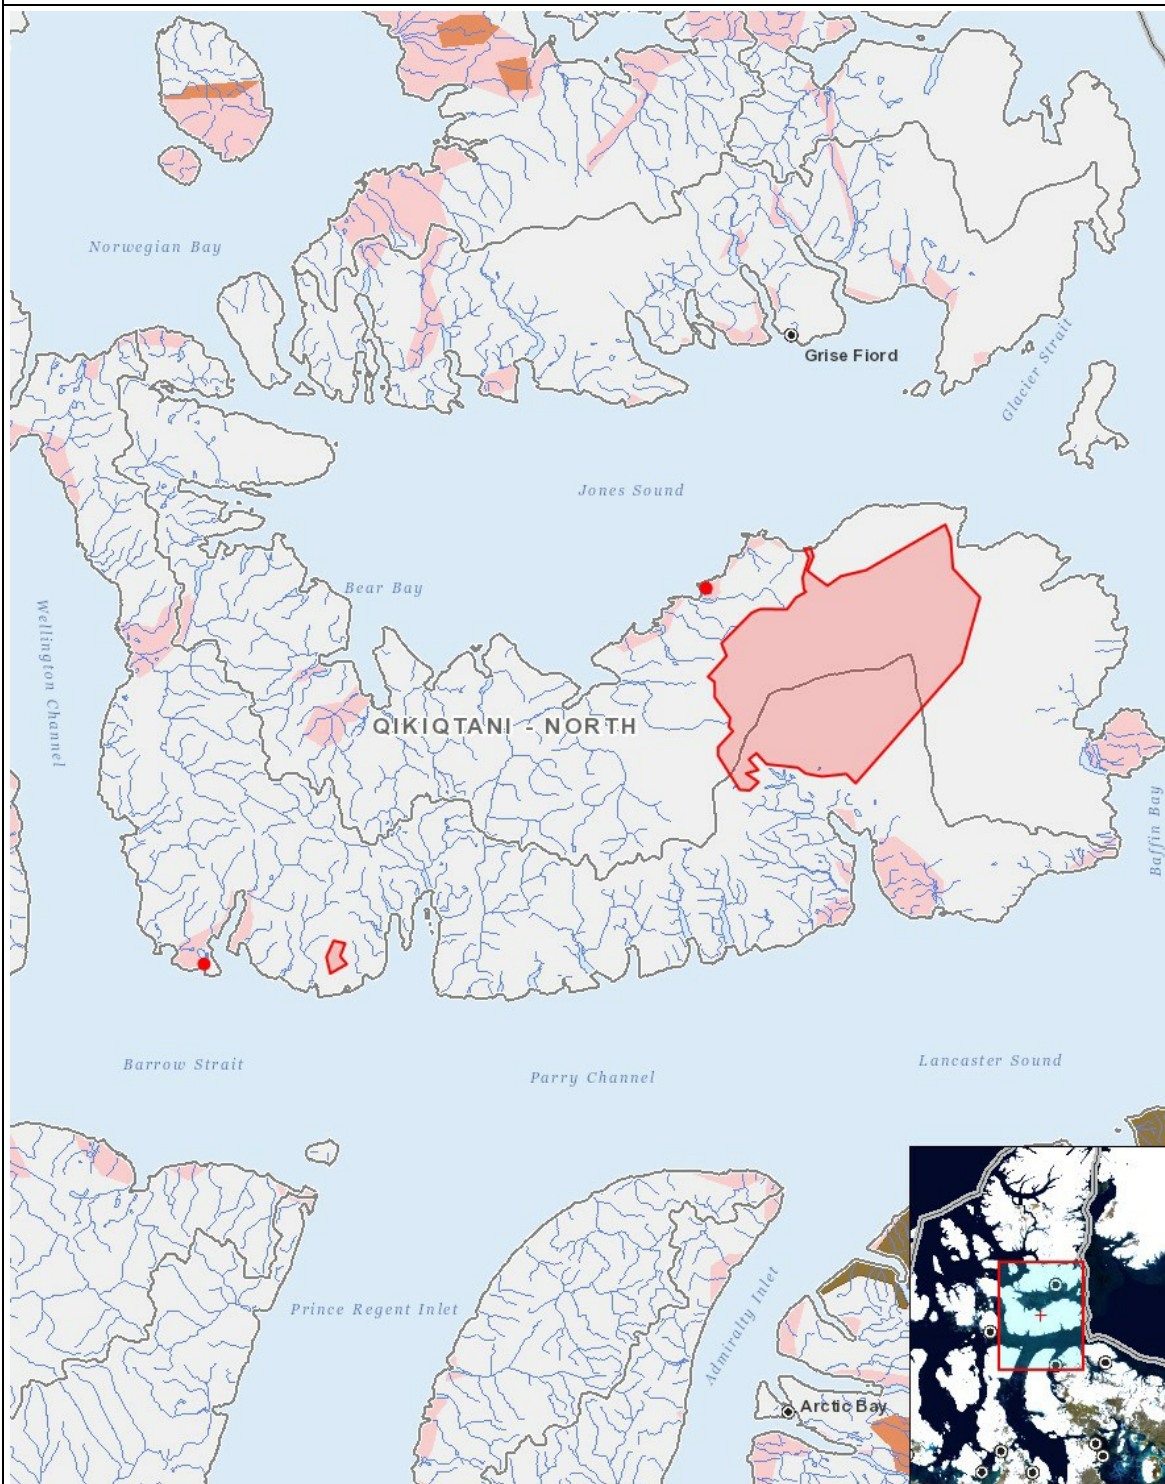 Norwegian Bay
Grise Fiord
Glacier Strait
Jones Sound
Bear Bay
Wellington Channel
QIKIQTANI - NORTH
Baffin Bay
Barrow Strait
Lancaster Sound
Parry Channel
Prince Regent Inlet
Admiralty Inlet
Arctic Bay